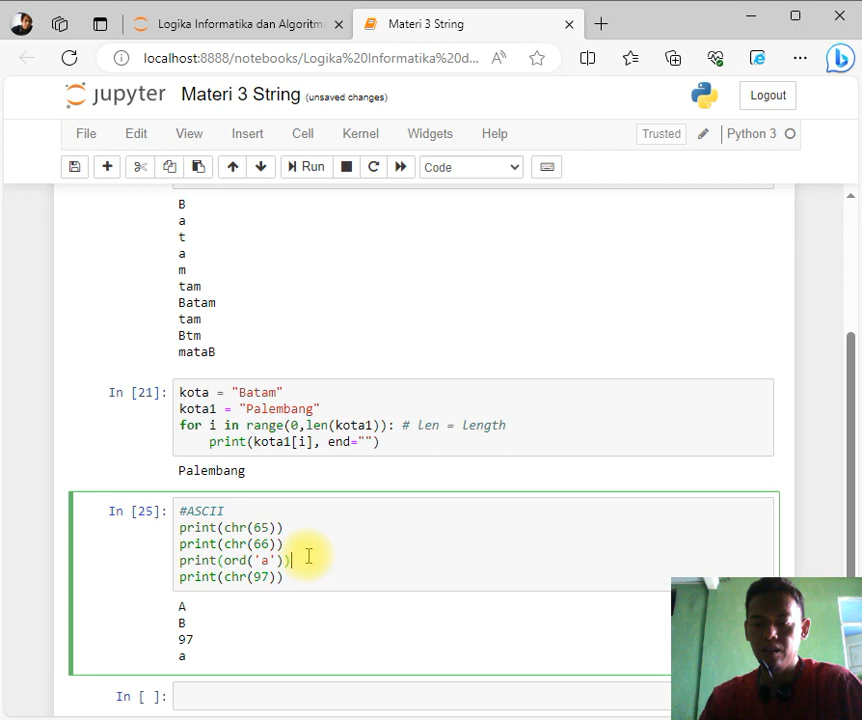 Logika Informatika dan Algoritm
Materi 3 String
localhost:8888/notebooks/Logika%20Informatika%20d...
jupyter Materi 3 String (unsaved changes)
Logout
File Edit View Insert Cell Kernel Widgets Help
Trusted
Python 3
Run
Code
B
a
t
a
m
tam
Batam
tam
Btm
mataB
In [21]: kota = "Batam"
kota1 = "Palembang"
for i in range(0,len(kota1)): # len = length
print(kota1[i], end="")
Palembang
In [25]: #ASCII
print(chr(65))
print(chr(66))
print(ord('a'))
print(chr(97))
A
B
97
a
In [ ]: